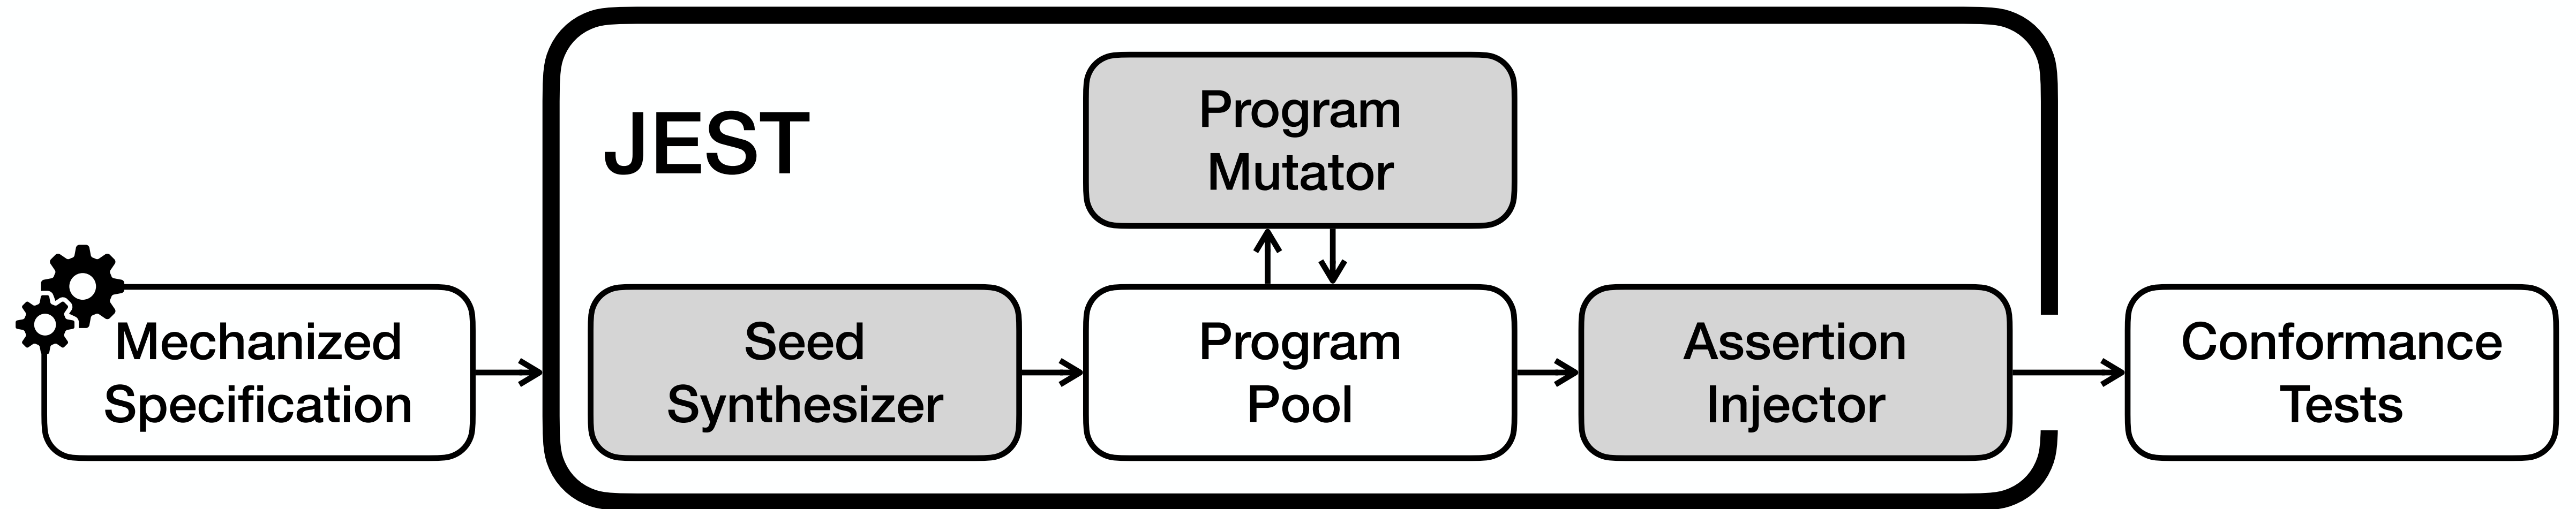 JEST
Program
Mutator
Mechanized
Specification
Seed
Synthesizer
Program
Pool
Assertion
Injector
Conformance
Tests